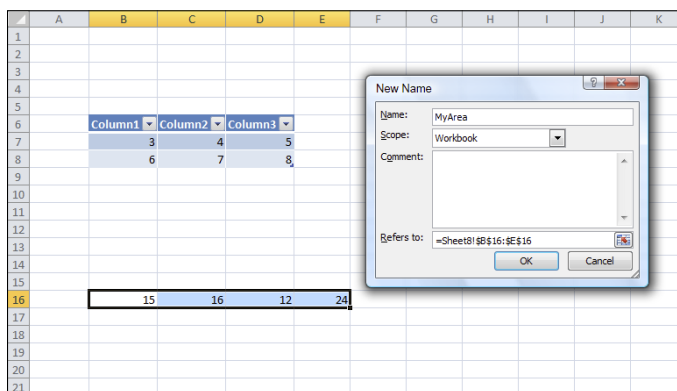 A B C D E F G H I J K
1
2
3
4
New Name
5
Name: MyArea
6 Column1 Column2 Column3
Scope: Workbook
7 3 4 5
8 6 7 8
Comment:
9
10
11
12
13
Refers to: =Sheet8!$B$16:$E$16
14
OK Cancel
15
16 15 16 12 24
17
18
19
20
21